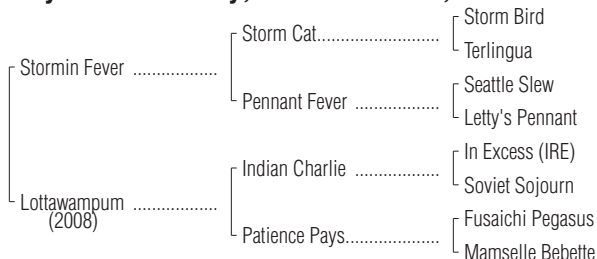 Storm Bird
Storm Cat....................
Terlingua
Stormin Fever ..................
Seattle Slew
Pennant Fever ..................
Letty's Pennant
In Excess (IRE)
Indian Charlie ..................
Soviet Sojourn
Lottawampum ..................
(2008)
Fusaichi Pegasus
Patience Pays....................
Mamselle Bebette